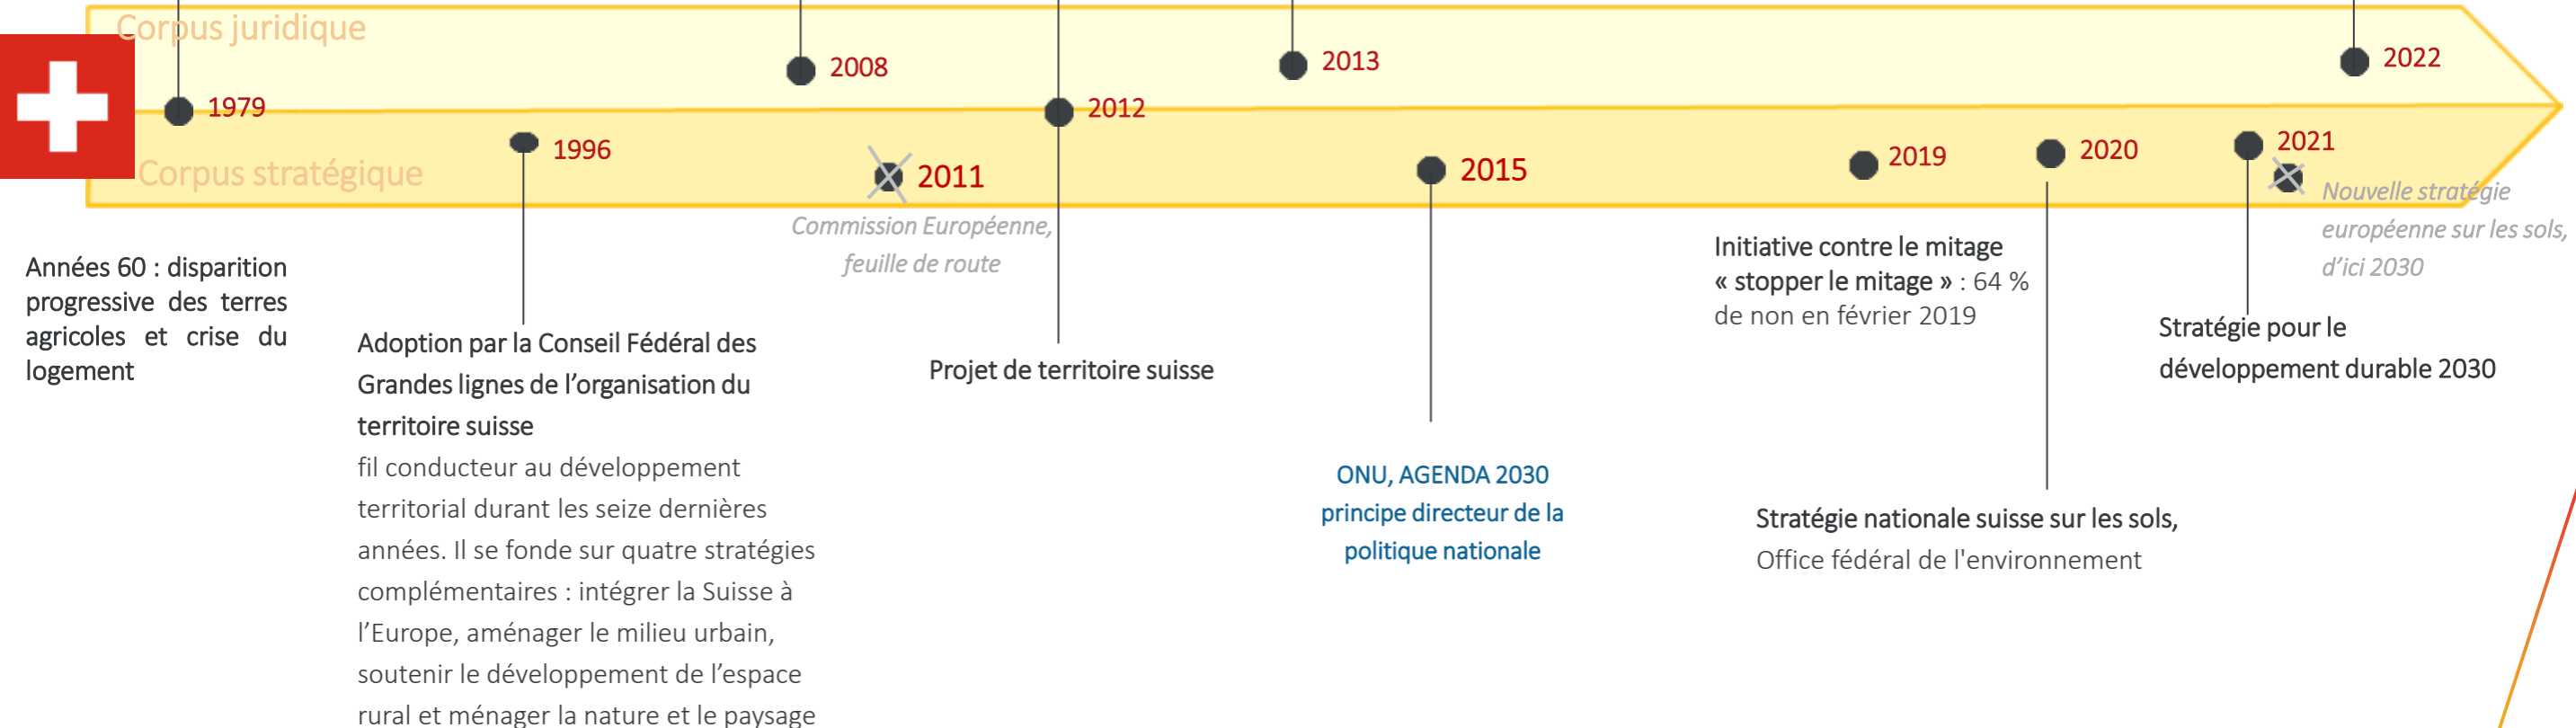 Corpus juridique
1979
2008
2012
2013
2022
Corpus stratégique
1996
2011
2015
2019
2020
2021
Années 60 : disparition
progressive des terres
agricoles et crise du
logement
Adoption par la Conseil Fédéral des
Grandes lignes de l’organisation du
territoire suisse
fil conducteur au développement
territorial durant les seize dernières
années. Il se fonde sur quatre stratégies
complémentaires : intégrer la Suisse à
l’Europe, aménager le milieu urbain,
soutenir le développement de l’espace
rural et ménager la nature et le paysage
Commission Européenne,
feuille de route
Projet de territoire suisse
ONU, AGENDA 2030
principe directeur de la
politique nationale
Initiative contre le mitage
« stopper le mitage » : 64 %
de non en février 2019
Stratégie nationale suisse sur les sols,
Office fédéral de l'environnement
Stratégie pour le
développement durable 2030
Nouvelle stratégie
européenne sur les sols,
d’ici 2030